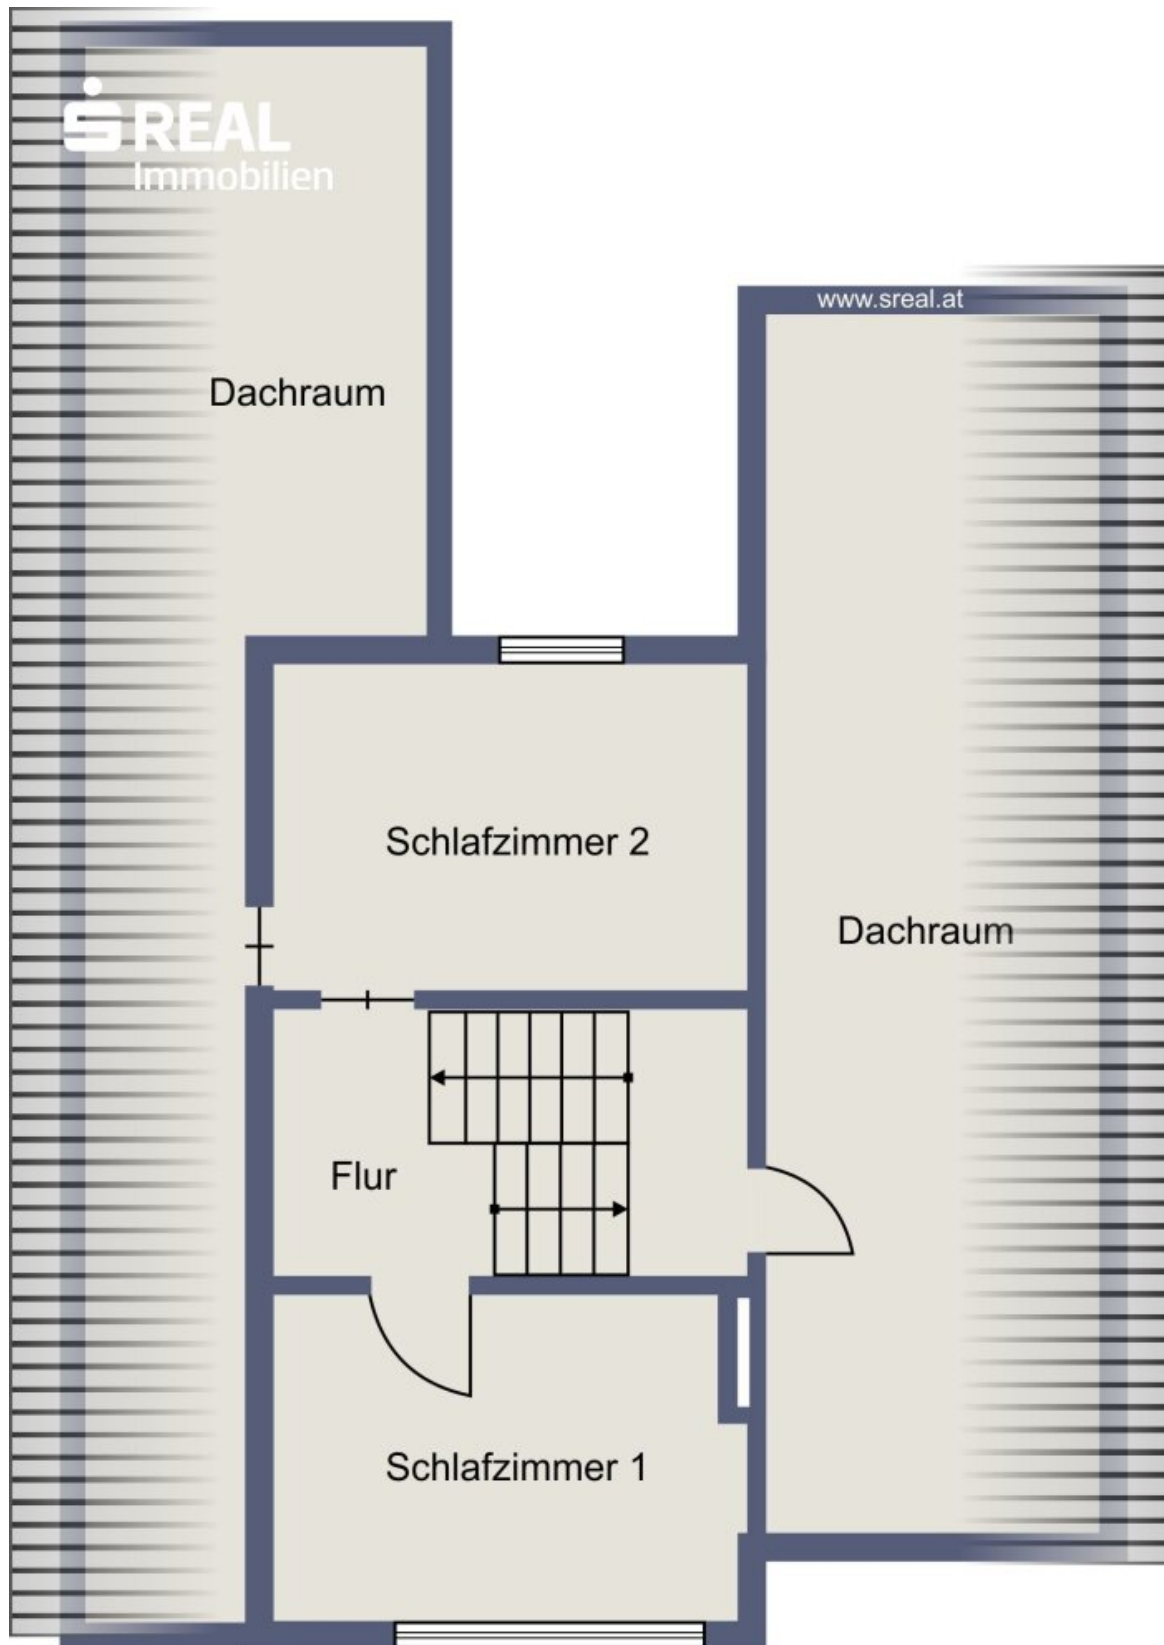 S REAL
Immobilien
www.sreal.at
Dachraum
Schlafzimmer 2
Dachraum
Flur
Schlafzimmer 1